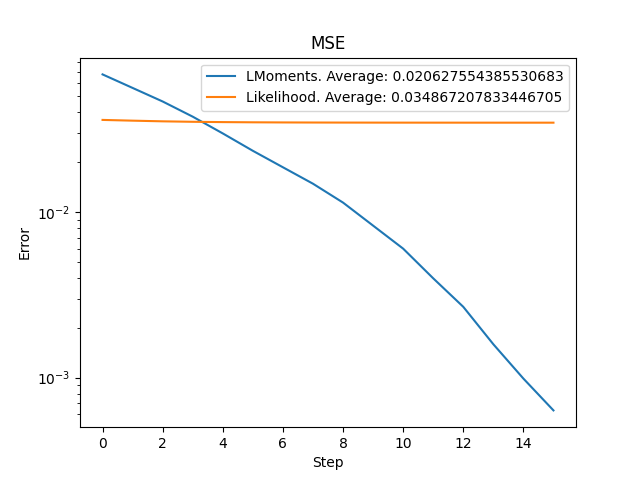 MSE
LMoments. Average: 0.020627554385530683
Likelihood. Average: 0.034867207833446705
Error
10⁻²
10⁻³
0 2 4 6 8 10 12 14
Step